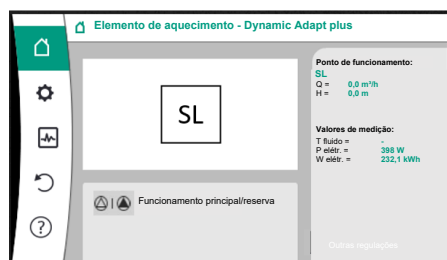 Elemento de aquecimento - Dynamic Adapt plus
SL
Funcionamento principal/reserva
Ponto de funcionamento:
SL
Q = 0,0 m³/h
H = 0,0 m
Valores de medição:
T fluido = -
P elétr. = 398 W
W elétr. = 232,1 kWh
Outras regulações